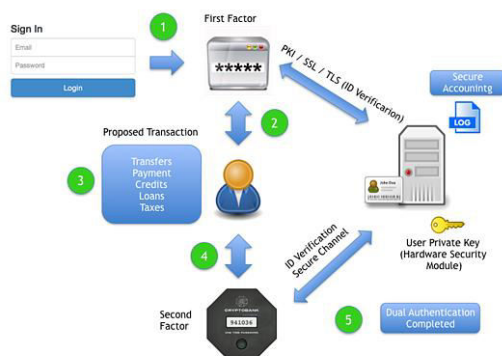 Sign In
Email
Password
Login
1
First Factor
*****
PKI / SSL / TLS (ID Verification)
Secure
Accounintg
LOG
2
Proposed Transaction
3
Transfers
Payment
Credits
Loans
Taxes
User Private Key
(Hardware Security
Module)
4
ID Verification
Secure Channel
Second
Factor
CRYPTOBANK
941036
5
Dual Authentication
Completed